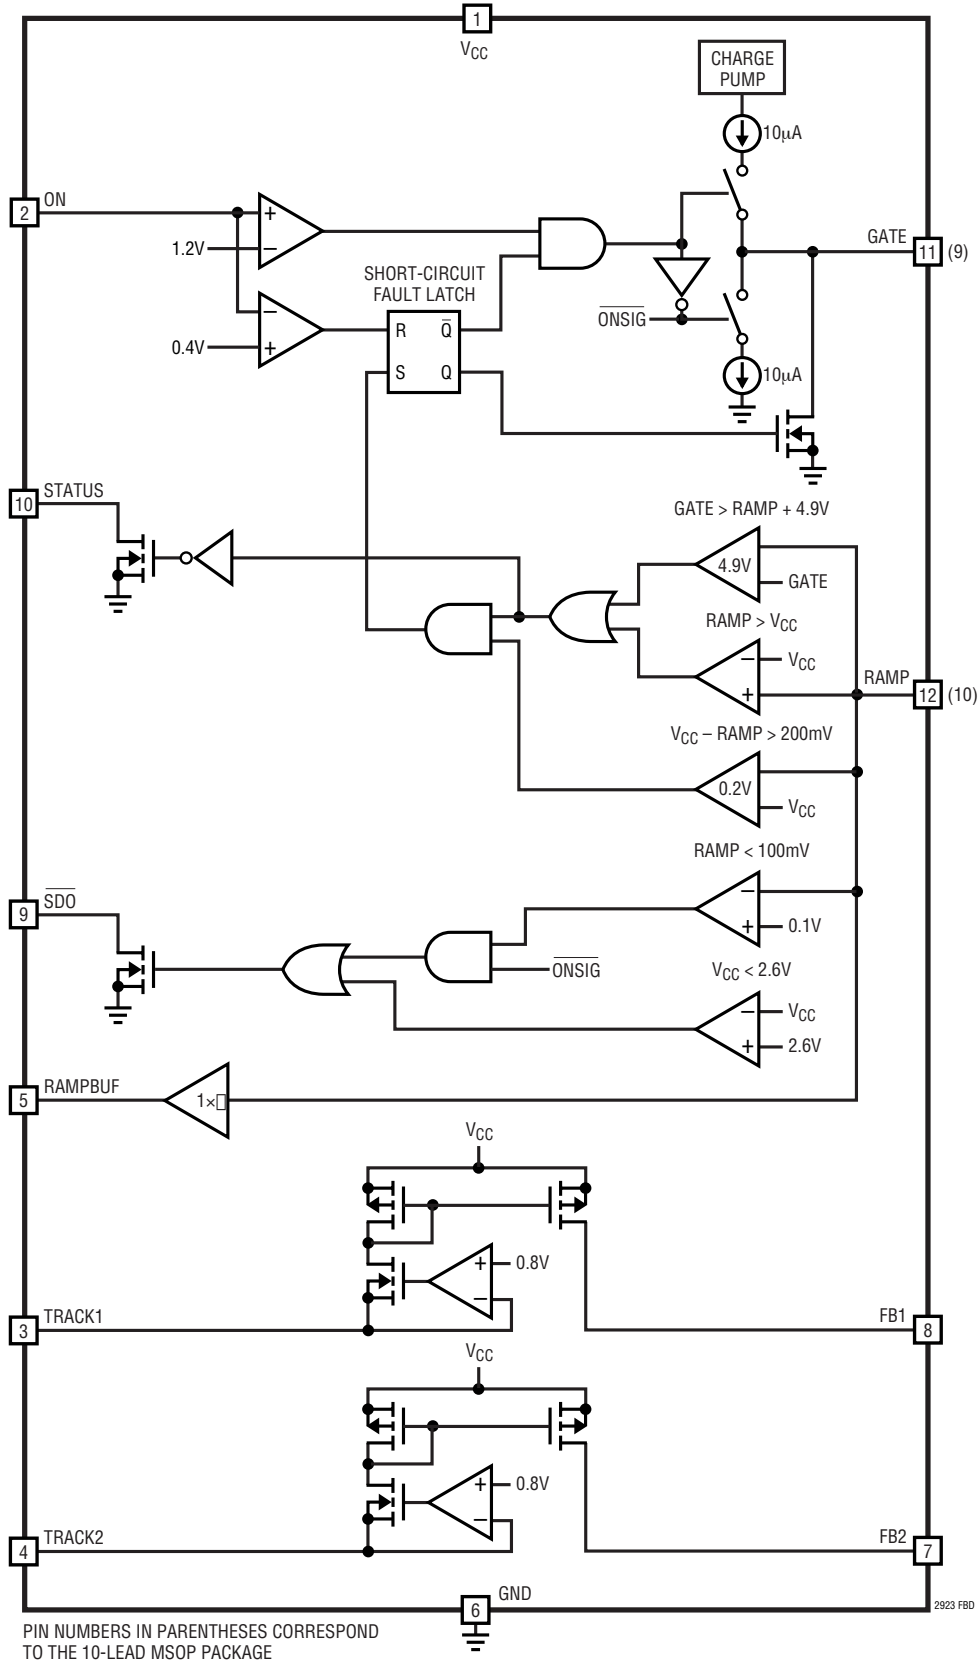 1
VCC
CHARGE
PUMP
10µA
2
ON
+
1.2V
−
GATE
11
(9)
SHORT-CIRCUIT
FAULT LATCH
−
0.4V
+
R
Q̅
S
Q
O̅N̅S̅I̅G̅
10µA
10
STATUS
GATE > RAMP + 4.9V
4.9V
GATE
RAMP > VCC
−
VCC
+
RAMP
12
(10)
VCC – RAMP > 200mV
0.2V
VCC
RAMP < 100mV
9
S̅D̅O̅
−
+
0.1V
O̅N̅S̅I̅G̅
VCC < 2.6V
−
VCC
+
2.6V
5
RAMPBUF
1×
VCC
+
0.8V
−
3
TRACK1
FB1
8
VCC
+
0.8V
−
4
TRACK2
FB2
7
6
GND
2923 FBD
PIN NUMBERS IN PARENTHESES CORRESPOND
TO THE 10-LEAD MSOP PACKAGE